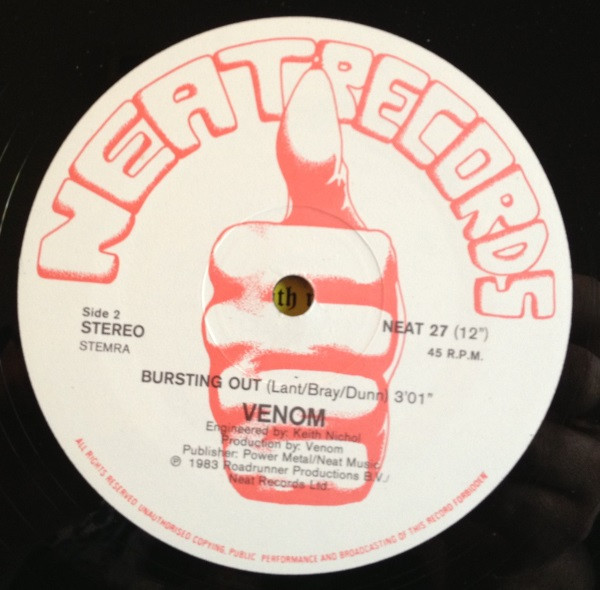 NEAT RECORDS
Side 2
STEREO
STEMRA
NEAT 27 (12")
45 R.P.M.
BURSTING OUT (Lant/Bray/Dunn) 3'01"
VENOM
Engineered by: Keith Nichol
Production by: Venom
Publisher: Power Metal/Neat Music
℗ 1983 Roadrunner Productions B.V./
Neat Records Ltd.
ALL RIGHTS RESERVED UNAUTHORISED COPYING, PUBLIC PERFORMANCE AND BROADCASTING OF THIS RECORD FORBIDDEN